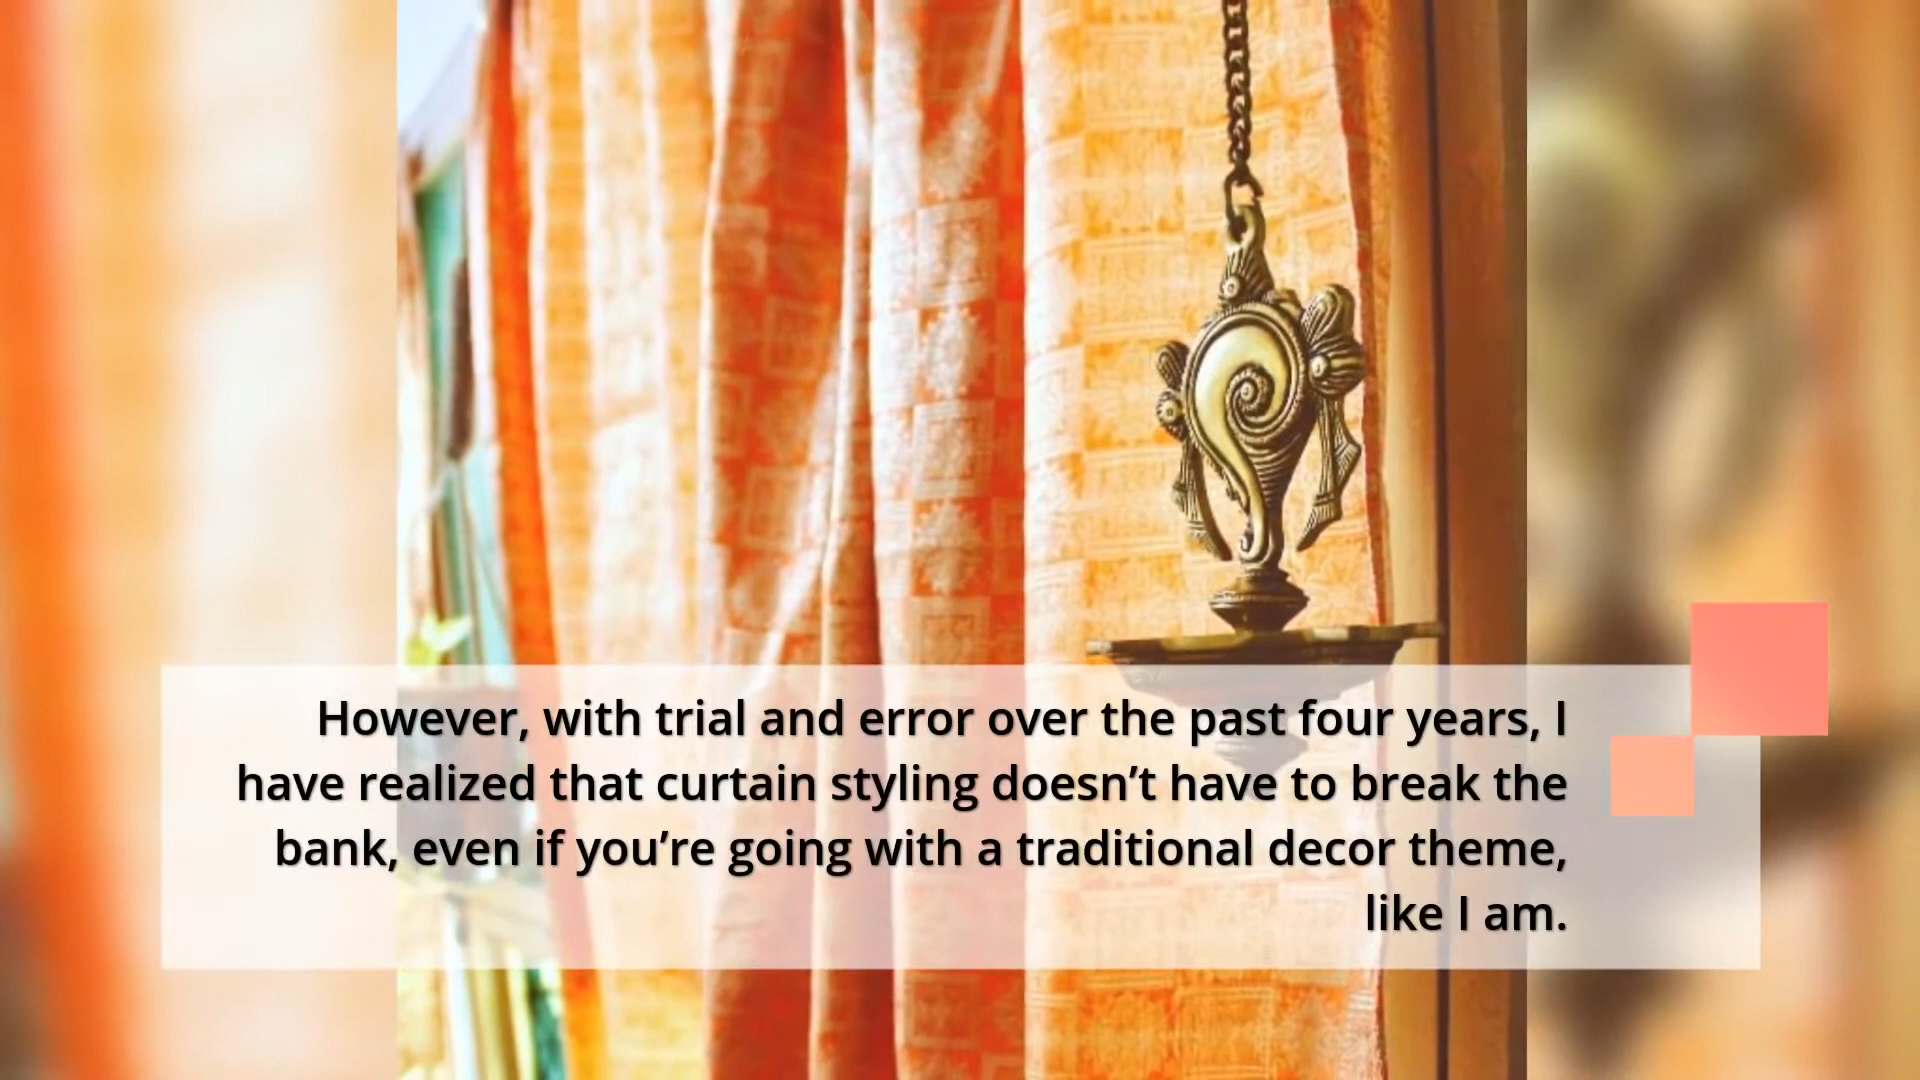 However, with trial and error over the past four years, I
have realized that curtain styling doesn’t have to break the
bank, even if you’re going with a traditional decor theme,
like I am.